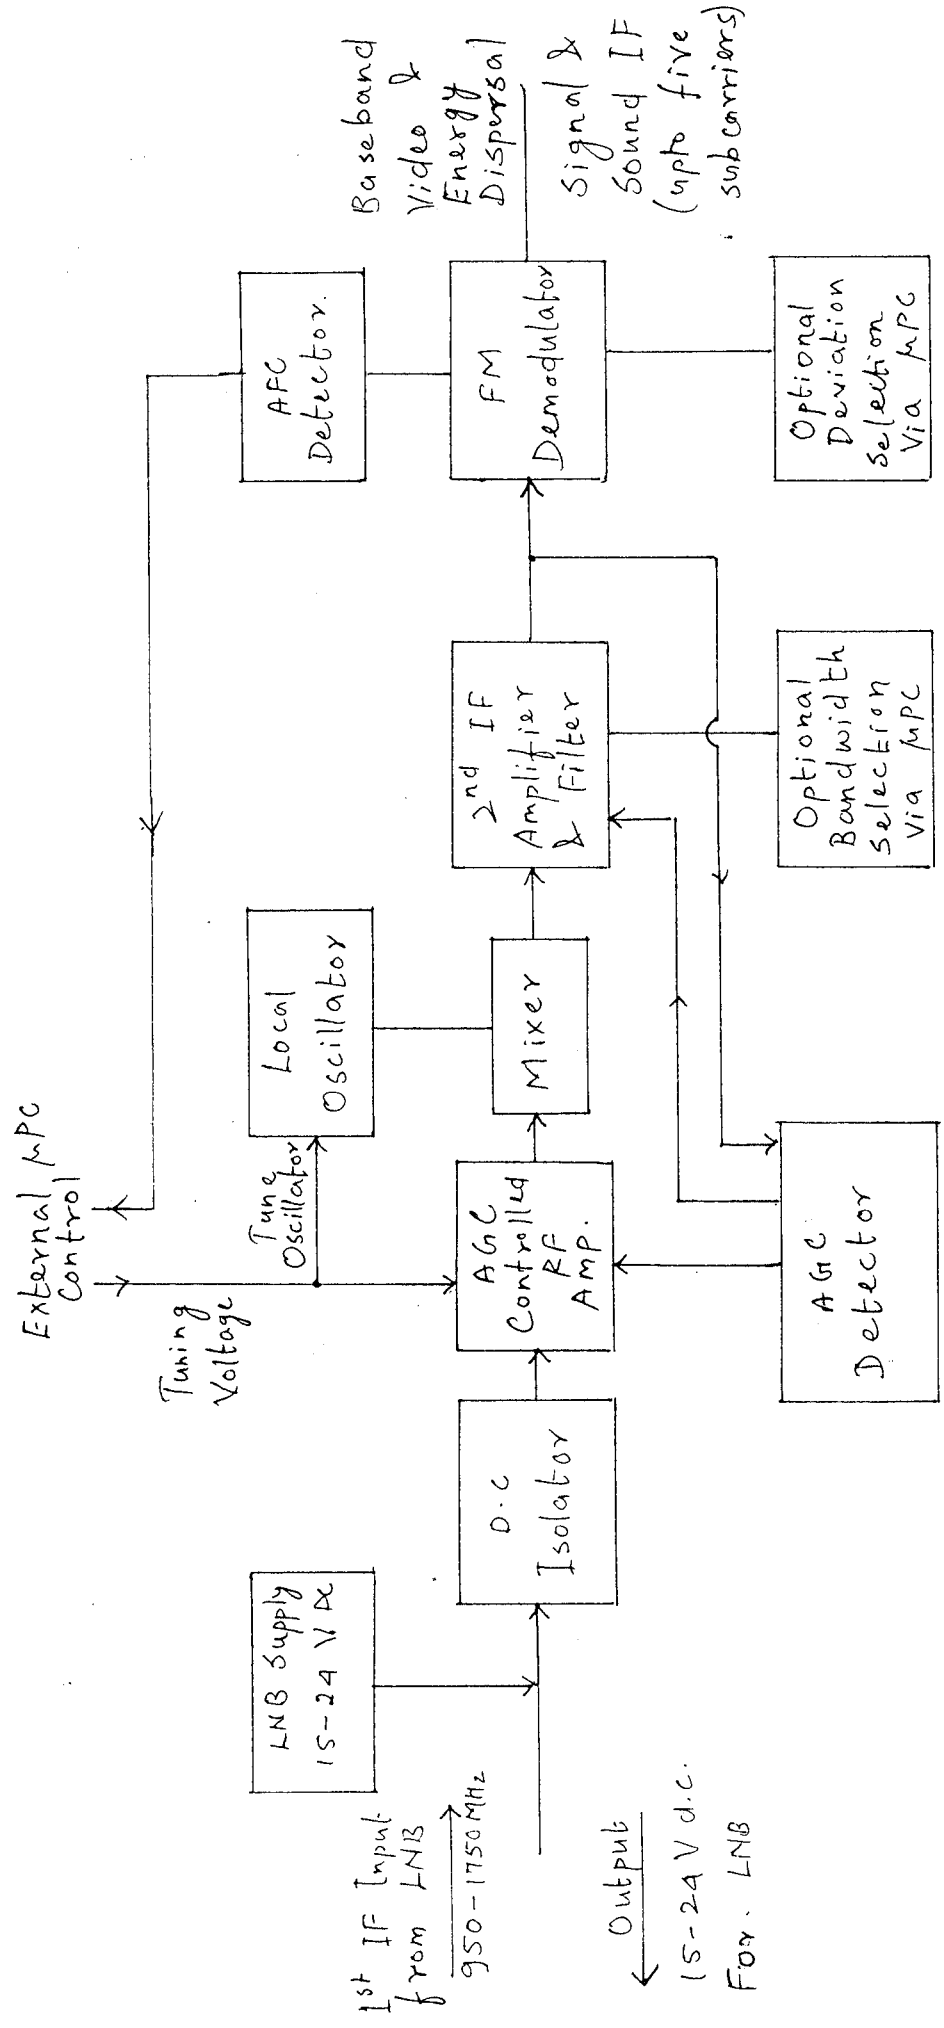 External µPC
Control
Tuning
Voltage
Tune
Oscillator
LNB Supply
15-24 V DC
Local
Oscillator
AFC
Detector.
1st IF Input
from LNB
950-1750MHz
Output
15-24 V d.c.
For. LNB
D.C
Isolator
AGC
Controlled
RF
Amp.
Mixer
2nd IF
Amplifier
& Filter
FM
Demodulator
Baseband
Video &
Energy
Dispersal
Signal &
Sound IF
(upto five
subcarriers)
AGC
Detector
Optional
Bandwidth
Selection
Via µPC
Optional
Deviation
Selection
Via µPC